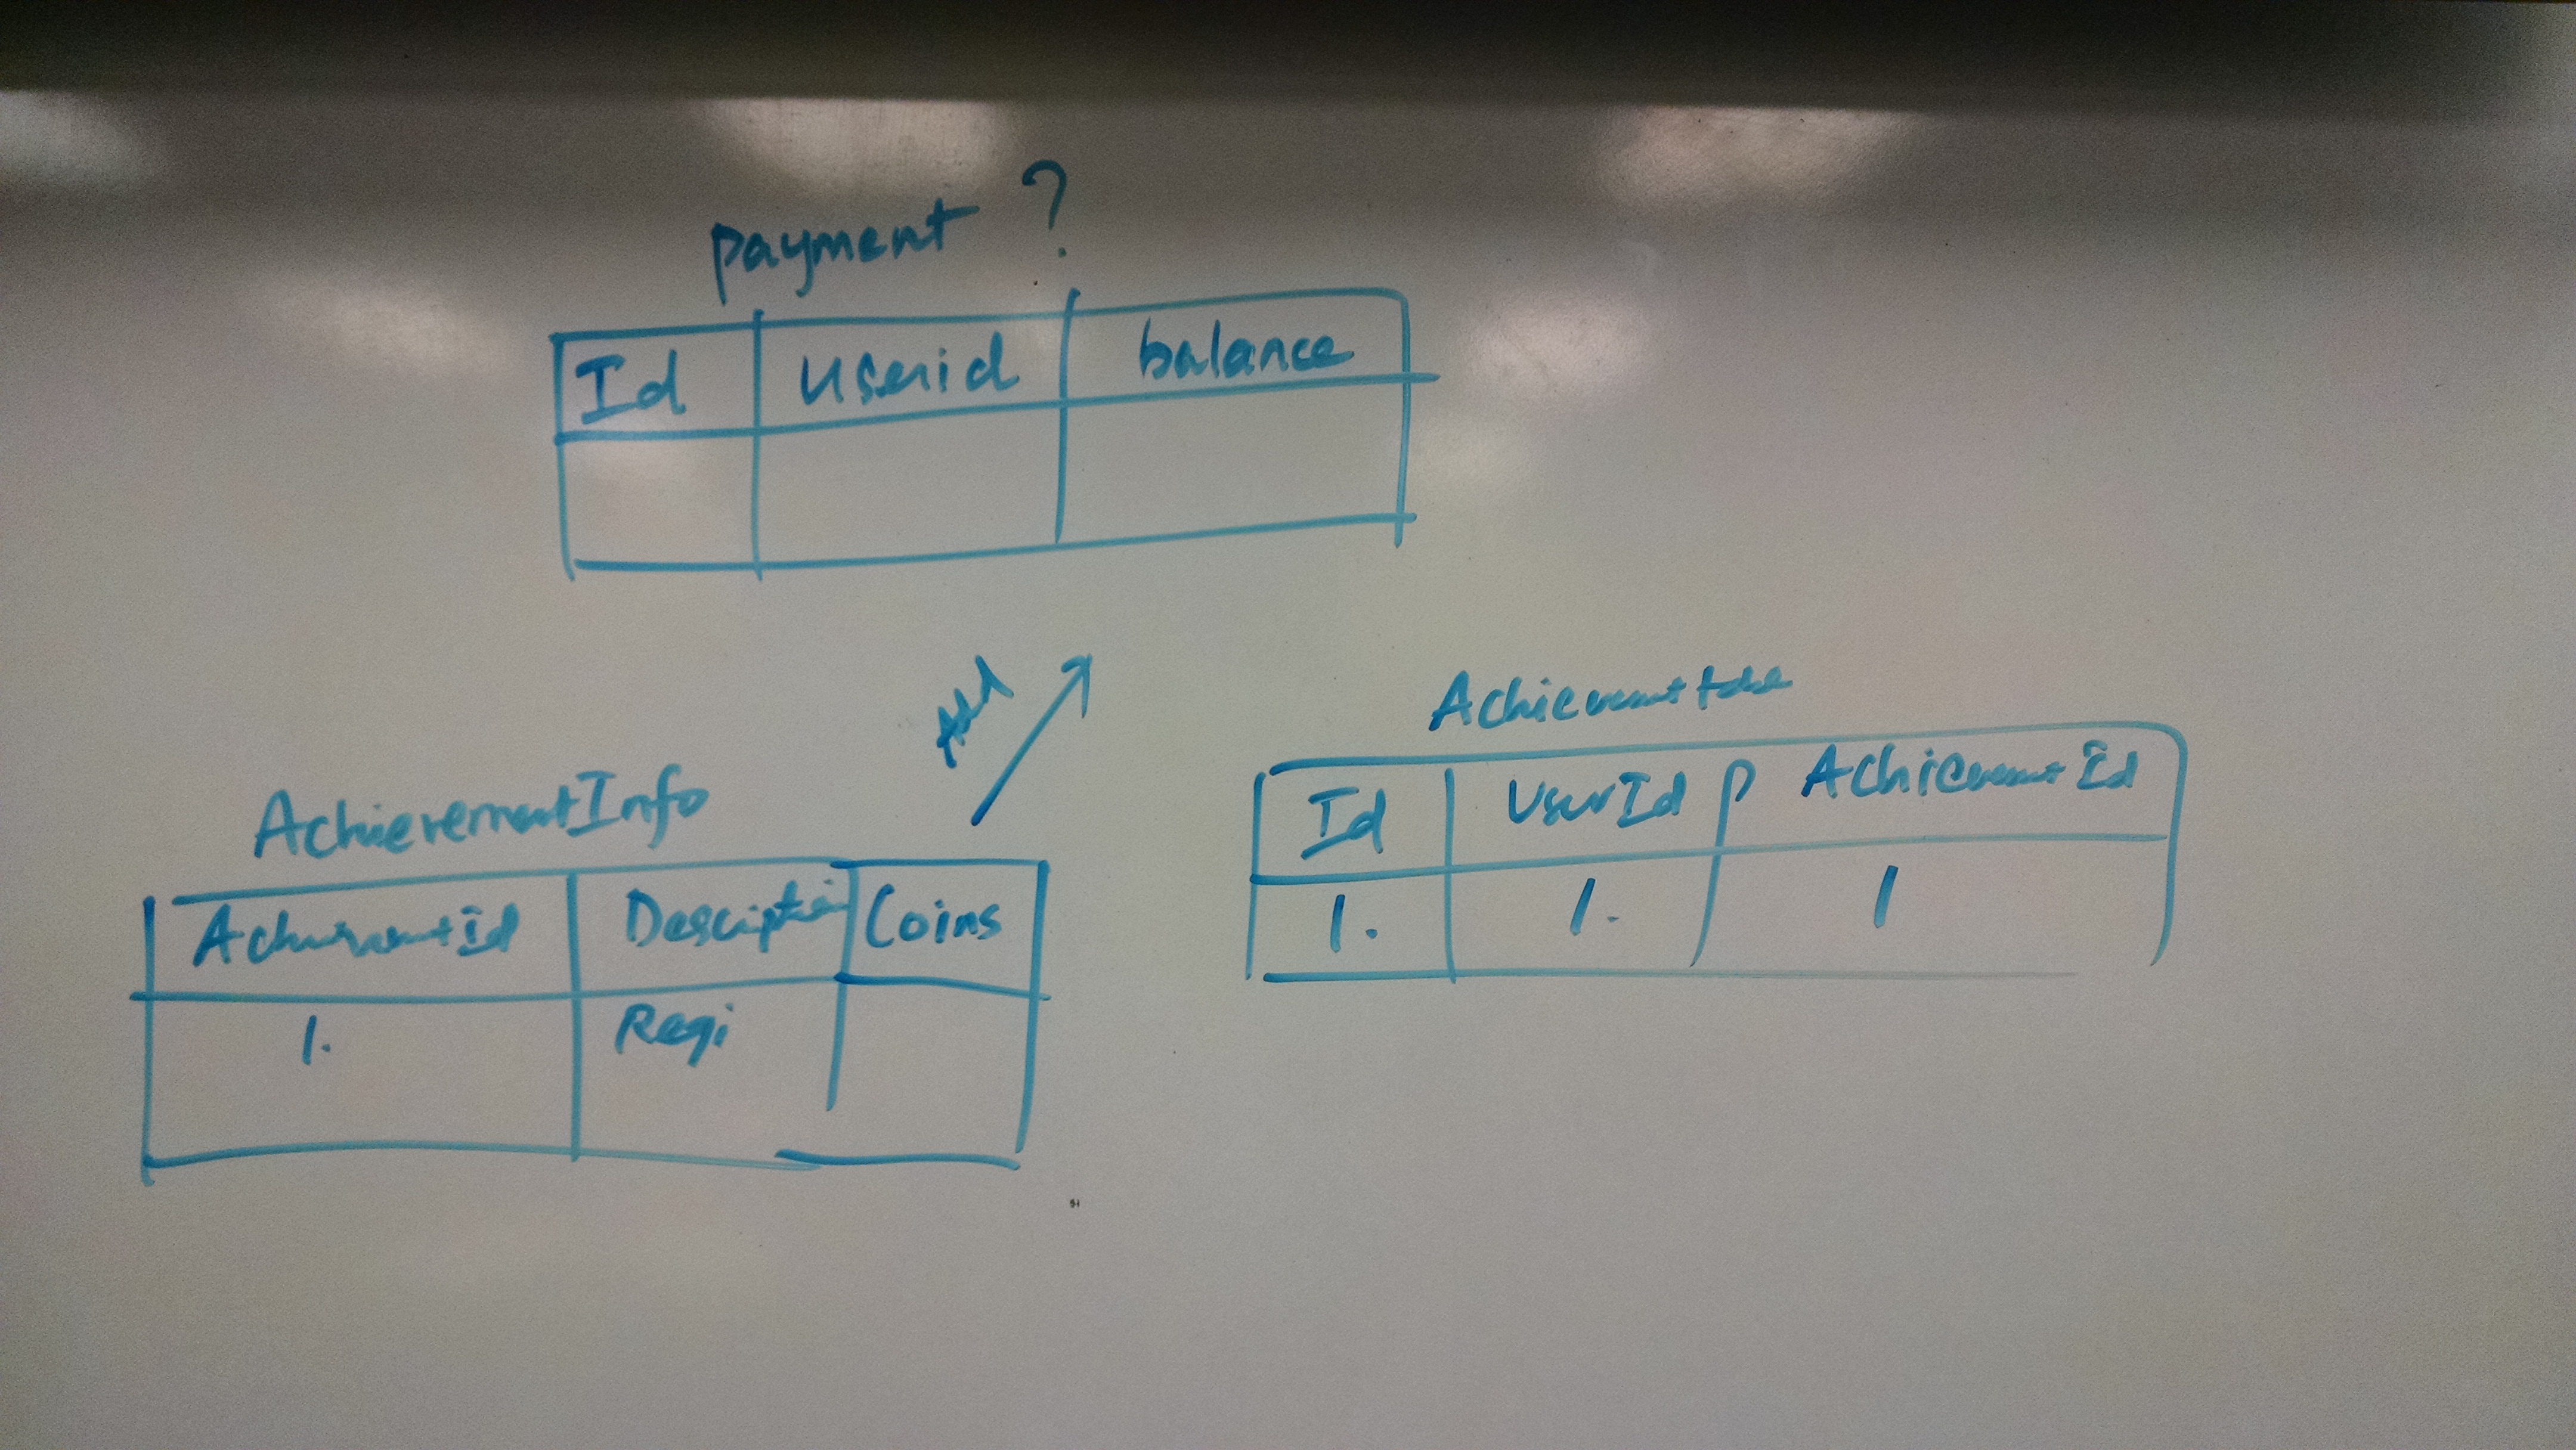 payment ?
Id userid balance
Add
AchievementInfo
AchievementId Description Coins
1. Regi
Achievement table
Id UserId AchievementId
1. 1. 1